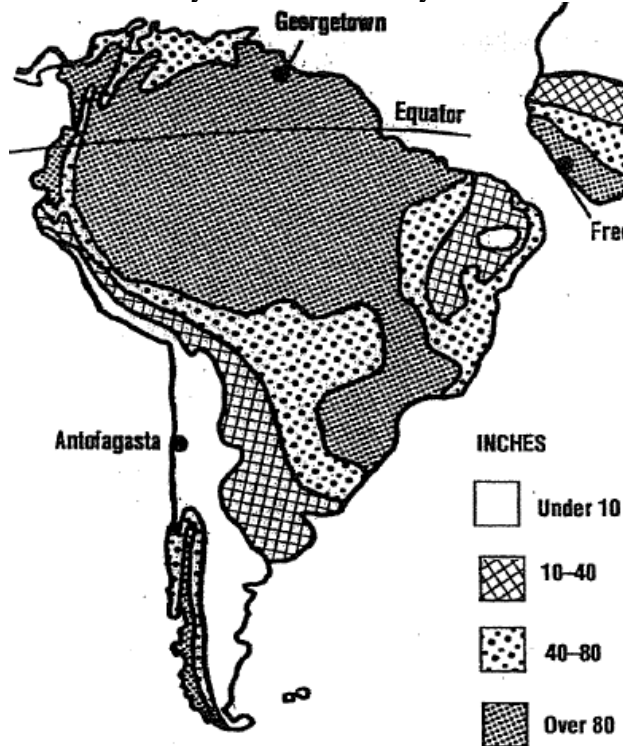 Georgetown
Equator
Antofagasta
INCHES
Under 10
10–40
40–80
Over 80